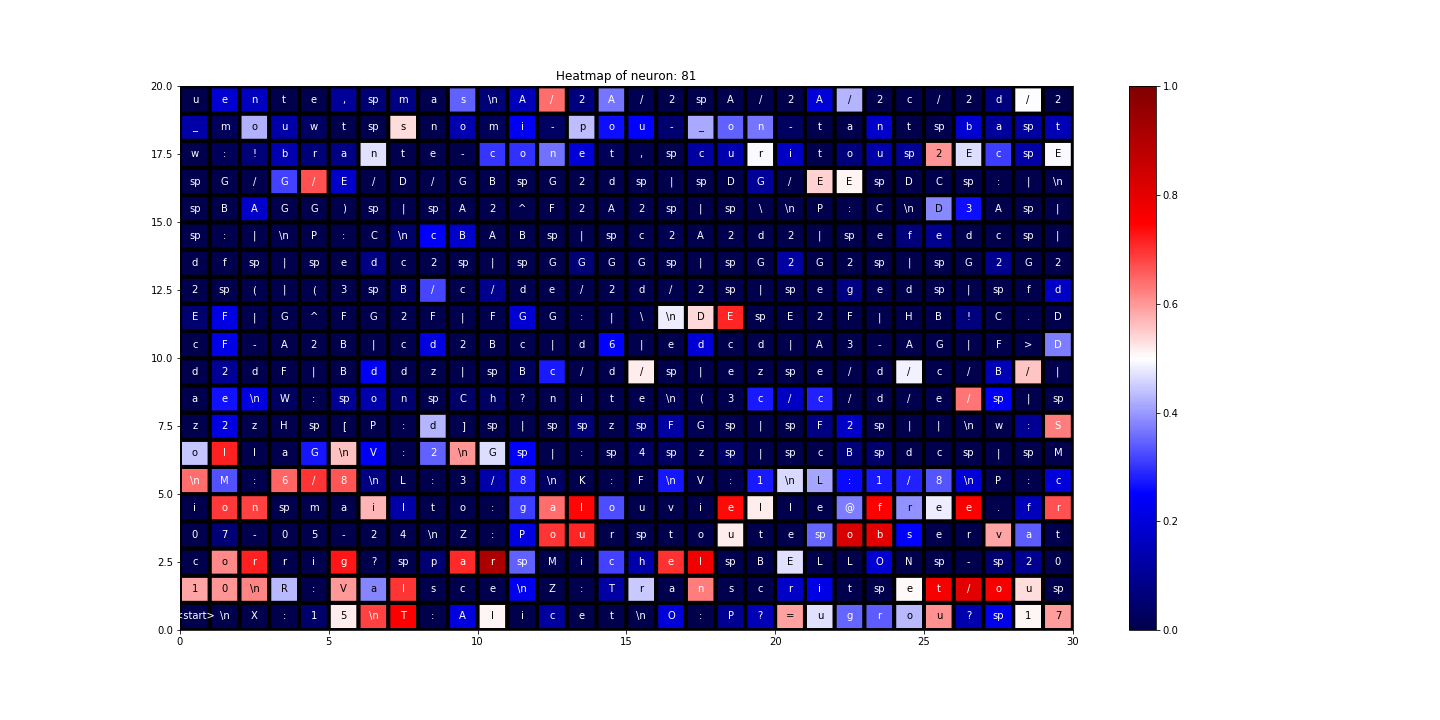 Heatmap of neuron: 81
u e n t e , sp m a s \n A / 2 A / 2 sp A / 2 A / 2 c / 2 d / 2
_ m o u w t sp s n o m i - p o u - _ o n - t a n t sp b a sp t
w : ! b r a n t e - c o n e t , sp c u r i t o u sp 2 E c sp E
sp G / G / E / D / G B sp G 2 d sp | sp D G / E E sp D C sp : | \n
sp B A G G ) sp | sp A 2 ^ F 2 A 2 sp | sp \ \n P : C \n D 3 A sp |
sp : | \n P : C \n c B A B sp | sp c 2 A 2 d 2 | sp e f e d c sp |
d f sp | sp e d c 2 sp | sp G G G G sp | sp G 2 G 2 sp | sp G 2 G 2
2 sp ( | ( 3 sp B / c / d e / 2 d / 2 sp | sp e g e d sp | sp f d
E F | G ^ F G 2 F | F G G : | \ \n D E sp E 2 F | H B ! C . D
c F - A 2 B | c d 2 B c | d 6 | e d c d | A 3 - A G | F > D
d 2 d F | B d d z | sp B c / d / sp | e z sp e / d / c / B / |
a e \n W : sp o n sp C h ? n i t e \n ( 3 c / c / d / e / sp | sp
z 2 z H sp [ P : d ] sp | sp sp z sp F G sp | sp F 2 sp | | \n w : S
o l l a G \n V : 2 \n G sp | : sp 4 sp z sp | sp c B sp d c sp | sp M
\n M : 6 / 8 \n L : 3 / 8 \n K : F \n V : 1 \n L : 1 / 8 \n P : c
i o n sp m a i l t o : g a l o u v i e l l e @ f r e e . f r
0 7 - 0 5 - 2 4 \n Z : P o u r sp t o u t e sp o b s e r v a t
c o r r i g ? sp p a r sp M i c h e l sp B E L L O N sp - sp 2 0
1 0 \n R : V a l s c e \n Z : T r a n s c r i t sp e t / o u sp
<start> \n X : 1 5 \n T : A l i c e t \n O : P ? = u g r o u ? sp 1 7
20.0
17.5
15.0
12.5
10.0
7.5
5.0
2.5
0.0
0 5 10 15 20 25 30
1.0
0.8
0.6
0.4
0.2
0.0